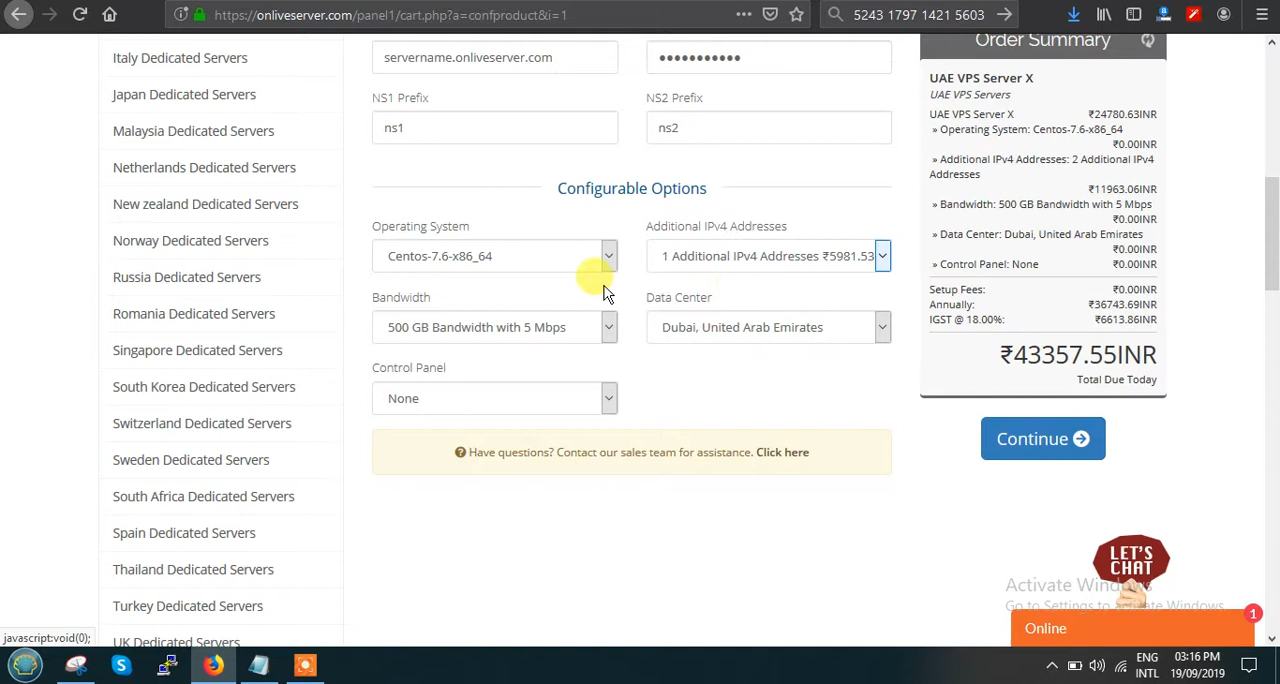 https://onliveserver.com/panel1/cart.php?a=confproduct&i=1
5243 1797 1421 5603
Italy Dedicated Servers
Japan Dedicated Servers
Malaysia Dedicated Servers
Netherlands Dedicated Servers
New zealand Dedicated Servers
Norway Dedicated Servers
Russia Dedicated Servers
Romania Dedicated Servers
Singapore Dedicated Servers
South Korea Dedicated Servers
Switzerland Dedicated Servers
Sweden Dedicated Servers
South Africa Dedicated Servers
Spain Dedicated Servers
Thailand Dedicated Servers
Turkey Dedicated Servers
UK Dedicated Servers
javascript:void(0);
servername.onliveserver.com
•••••••••••
NS1 Prefix
NS2 Prefix
ns1
ns2
Configurable Options
Operating System
Additional IPv4 Addresses
Centos-7.6-x86_64
1 Additional IPv4 Addresses ₹5981.53
Bandwidth
Data Center
500 GB Bandwidth with 5 Mbps
Dubai, United Arab Emirates
Control Panel
None
Have questions? Contact our sales team for assistance. Click here
Order Summary
UAE VPS Server X
UAE VPS Servers
UAE VPS Server X ₹24780.63INR
» Operating System: Centos-7.6-x86_64
₹0.00INR
» Additional IPv4 Addresses: 2 Additional IPv4
Addresses
₹11963.06INR
» Bandwidth: 500 GB Bandwidth with 5 Mbps
₹0.00INR
» Data Center: Dubai, United Arab Emirates
₹0.00INR
» Control Panel: None ₹0.00INR
Setup Fees: ₹0.00INR
Annually: ₹36743.69INR
IGST @ 18.00%: ₹6613.86INR
₹43357.55INR
Total Due Today
Continue
LET'S
CHAT
Activate Windows
Go to Settings to activate Windows.
Online
1
ENG
INTL
03:16 PM
19/09/2019